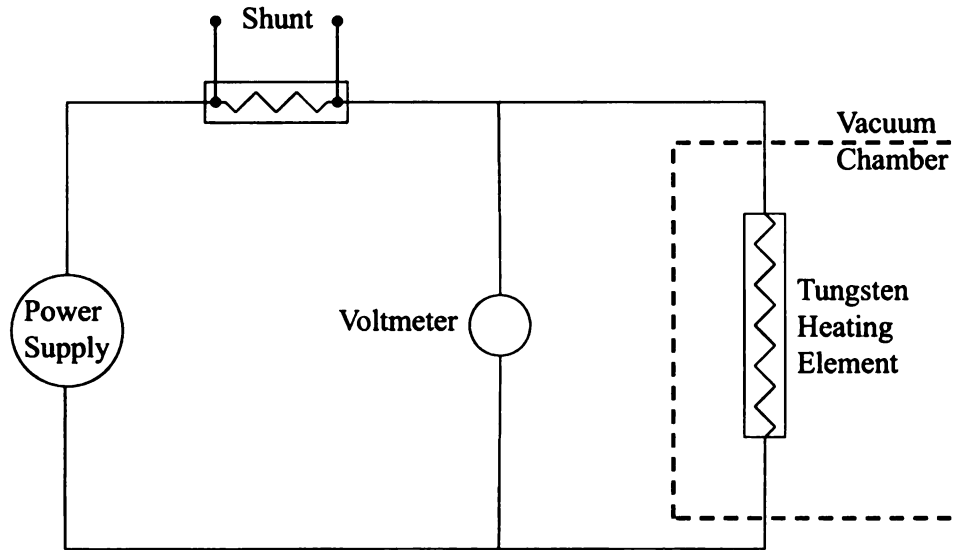 Shunt
Vacuum
Chamber
Power
Supply
Voltmeter
Tungsten
Heating
Element